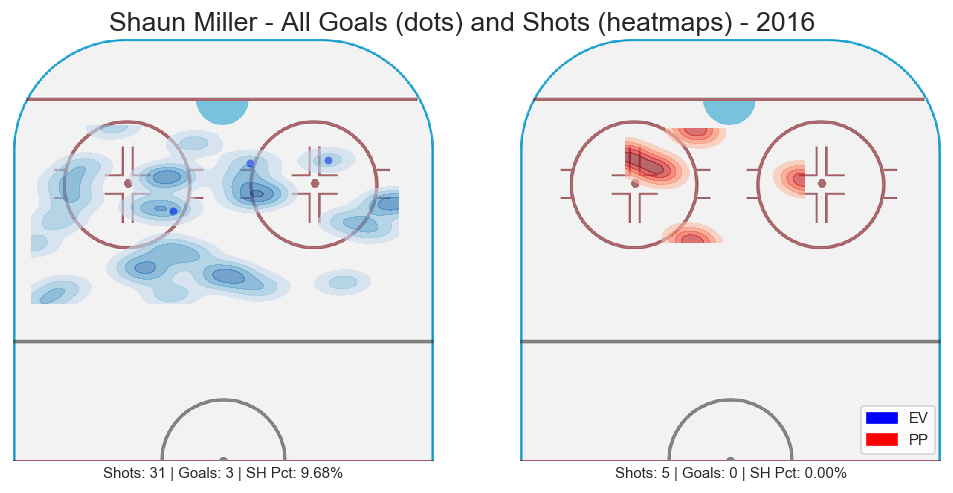 Shaun Miller - All Goals (dots) and Shots (heatmaps) - 2016
EV
PP
Shots: 31 | Goals: 3 | SH Pct: 9.68%
Shots: 5 | Goals: 0 | SH Pct: 0.00%